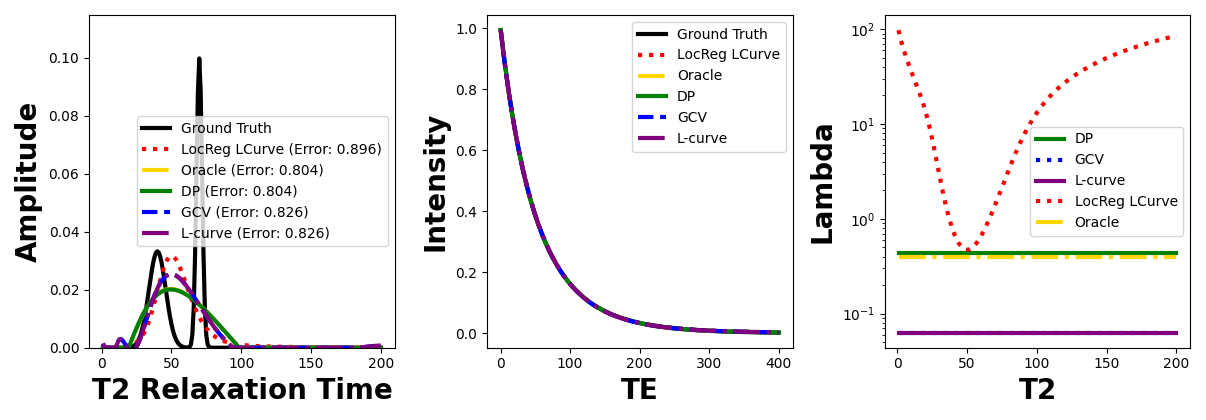 Amplitude
0.10
0.08
0.06
0.04
0.02
0.00
Ground Truth
LocReg LCurve (Error: 0.896)
Oracle (Error: 0.804)
DP (Error: 0.804)
GCV (Error: 0.826)
L-curve (Error: 0.826)
0 50 100 150 200
T2 Relaxation Time
Intensity
1.0
0.8
0.6
0.4
0.2
0.0
Ground Truth
LocReg LCurve
Oracle
DP
GCV
L-curve
0 100 200 300 400
TE
Lambda
10²
10¹
10⁰
10⁻¹
DP
GCV
L-curve
LocReg LCurve
Oracle
0 50 100 150 200
T2